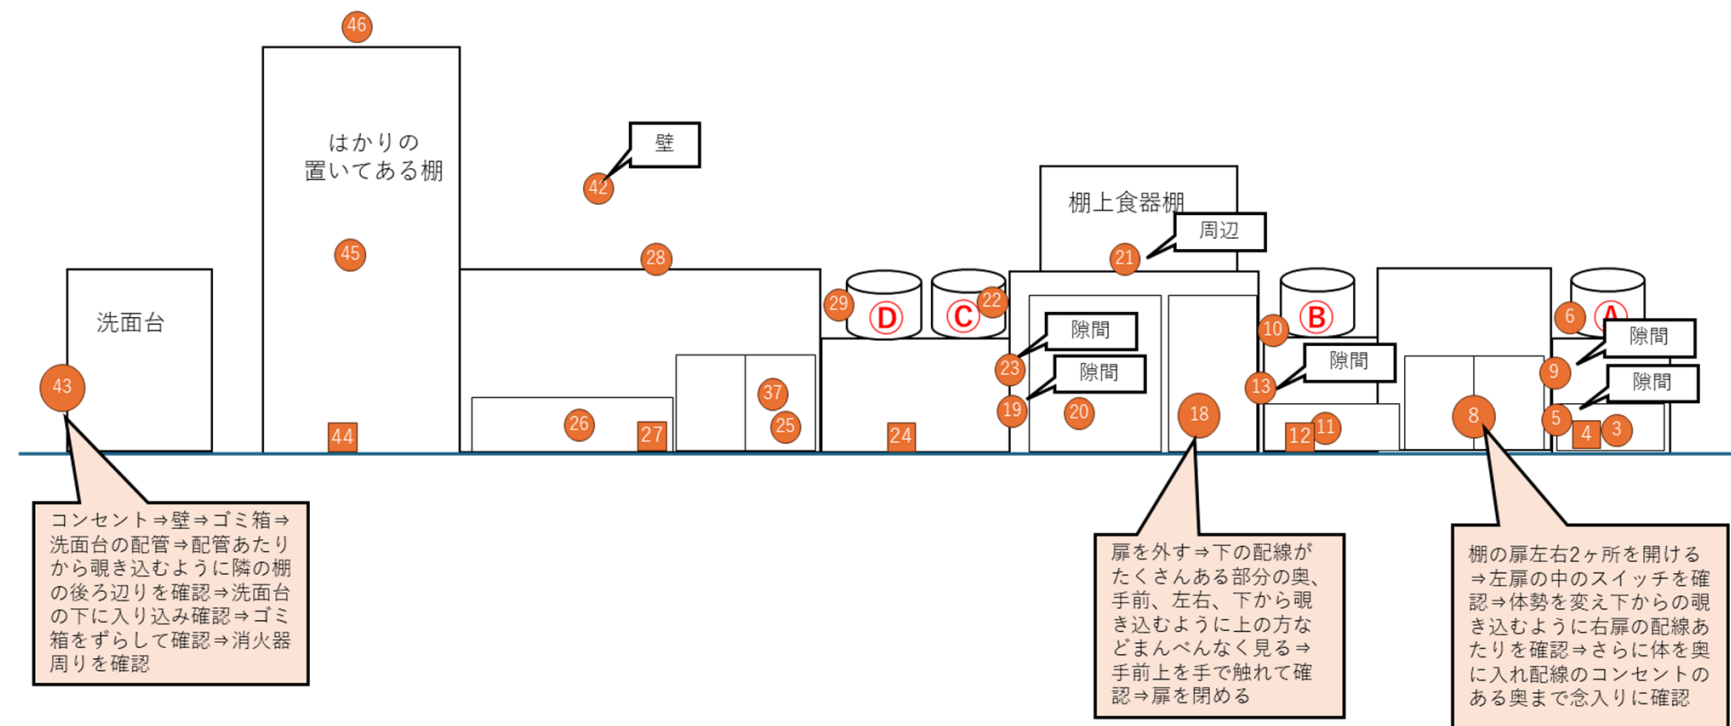 46
はかりの
置いてある棚
壁
42
棚上食器棚
周辺
45
28
21
洗面台
29
D
C
22
10
B
6
A
隙間
隙間
隙間
隙間
隙間
23
9
13
43
37
19
20
18
8
5
26
25
11
3
44
27
24
12
4
コンセント⇒壁⇒ゴミ箱⇒
洗面台の配管⇒配管あたり
から覗き込むように隣の棚
の後ろ辺りを確認⇒洗面台
の下に入り込み確認⇒ゴミ
箱をずらして確認⇒消火器
周りを確認
扉を外す⇒下の配線が
たくさんある部分の奥、
手前、左右、下から覗
き込むように上の方な
どまんべんなく見る⇒
手前上を手で触れて確
認⇒扉を閉める
棚の扉左右2ヶ所を開ける
⇒左扉の中のスイッチを確
認⇒体勢を変え下からの覗
き込むように右扉の配線あ
たりを確認⇒さらに体を奥
に入れ配線のコンセントの
ある奥まで念入りに確認